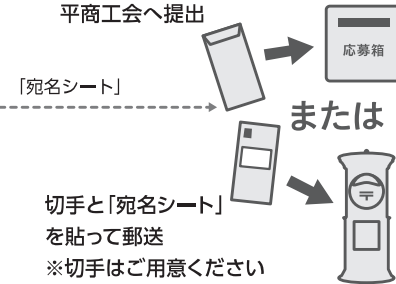 平商工会へ提出
応募箱
「宛名シート」
または
切手と「宛名シート」
を貼って郵送
※切手はご用意ください